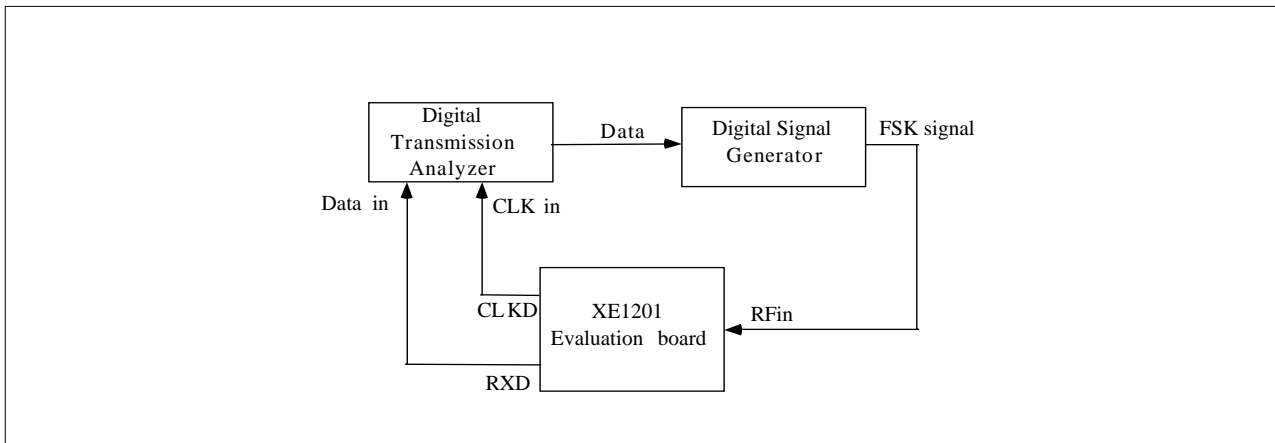 Digital
Transmission
Analyzer
Data
Digital Signal
Generator
FSK signal
Data in
CLK in
CLKD
XE1201
Evaluation board
RFin
RXD